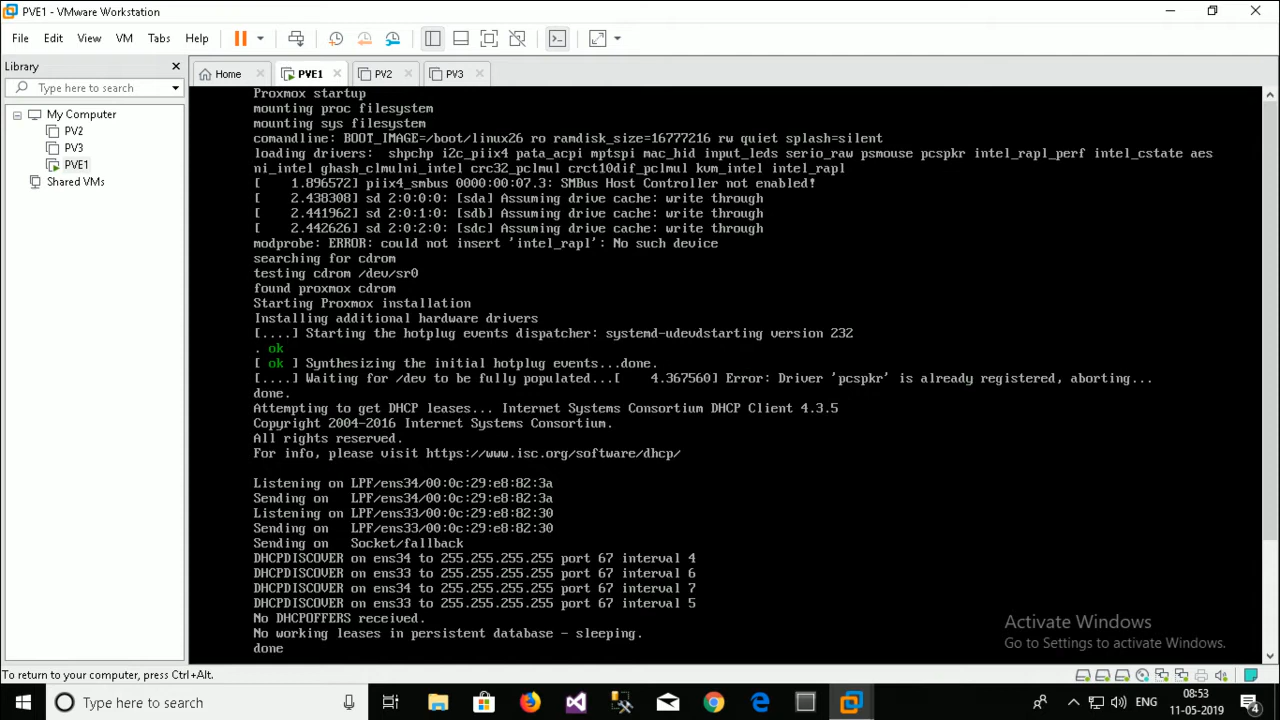 PVE1 - VMware Workstation
File Edit View VM Tabs Help
Library
Type here to search
My Computer
PV2
PV3
PVE1
Shared VMs
Home PVE1 PV2 PV3
Proxmox startup
mounting proc filesystem
mounting sys filesystem
comandline: BOOT_IMAGE=/boot/linux26 ro ramdisk_size=16777216 rw quiet splash=silent
loading drivers:  shpchp i2c_piix4 pata_acpi mptspi mac_hid input_leds serio_raw psmouse pcspkr intel_rapl_perf intel_cstate aes
ni_intel ghash_clmulni_intel crc32_pclmul crct10dif_pclmul kvm_intel intel_rapl
[    1.896572] piix4_smbus 0000:00:07.3: SMBus Host Controller not enabled!
[    2.438308] sd 2:0:0:0: [sda] Assuming drive cache: write through
[    2.441962] sd 2:0:1:0: [sdb] Assuming drive cache: write through
[    2.442626] sd 2:0:2:0: [sdc] Assuming drive cache: write through
modprobe: ERROR: could not insert 'intel_rapl': No such device
searching for cdrom
testing cdrom /dev/sr0
found proxmox cdrom
Starting Proxmox installation
Installing additional hardware drivers
[....] Starting the hotplug events dispatcher: systemd-udevdstarting version 232
. ok
[ ok ] Synthesizing the initial hotplug events...done.
[....] Waiting for /dev to be fully populated...[    4.367560] Error: Driver 'pcspkr' is already registered, aborting...
done.
Attempting to get DHCP leases... Internet Systems Consortium DHCP Client 4.3.5
Copyright 2004-2016 Internet Systems Consortium.
All rights reserved.
For info, please visit https://www.isc.org/software/dhcp/
Listening on LPF/ens34/00:0c:29:e8:82:3a
Sending on   LPF/ens34/00:0c:29:e8:82:3a
Listening on LPF/ens33/00:0c:29:e8:82:30
Sending on   LPF/ens33/00:0c:29:e8:82:30
Sending on   Socket/fallback
DHCPDISCOVER on ens34 to 255.255.255.255 port 67 interval 4
DHCPDISCOVER on ens33 to 255.255.255.255 port 67 interval 6
DHCPDISCOVER on ens34 to 255.255.255.255 port 67 interval 7
DHCPDISCOVER on ens33 to 255.255.255.255 port 67 interval 5
No DHCPOFFERS received.
No working leases in persistent database - sleeping.
done
Activate Windows
Go to Settings to activate Windows.
To return to your computer, press Ctrl+Alt.
Type here to search
ENG
08:53
11-05-2019
4